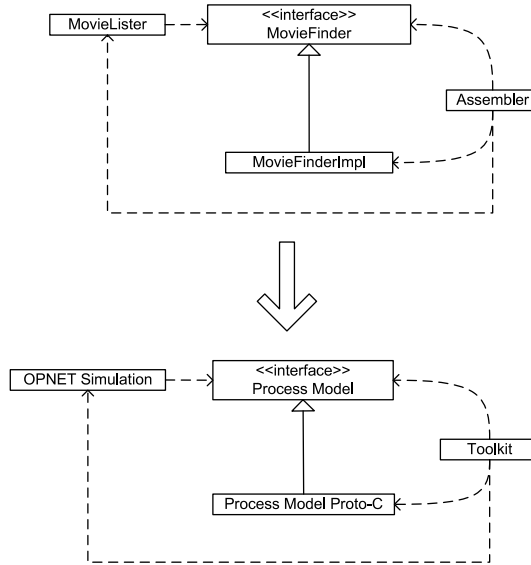 <<interface>>
MovieFinder
MovieLister
Assembler
MovieFinderImpl
<<interface>>
Process Model
OPNET Simulation
Toolkit
Process Model Proto-C